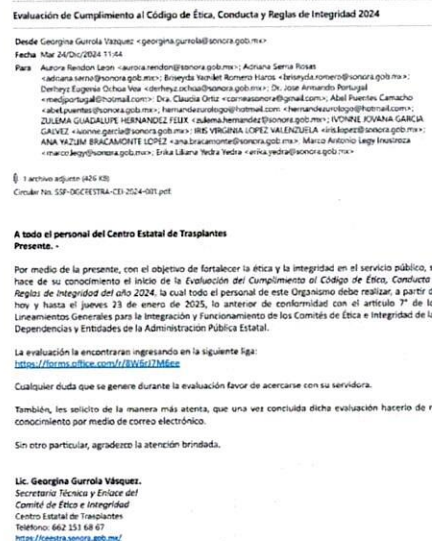 Evaluación de Cumplimiento al Código de Ética, Conducta y Reglas de Integridad 2024
Desde Georgina Gurrola Vazquez <georgina.gurrola@sonora.gob.mx>
Fecha Mar 24/Dic/2024 11:44
Para Aurora Rendon Leon <aurora.rendon@sonora.gob.mx>; Adriana Serna Rosas
<adriana.serna@sonora.gob.mx>; Briseyda Yacnilet Romero Haros <briseyda.romero@sonora.gob.mx>;
Derheyz Eugenie Ochoa Vea <derheyz.ochoa@sonora.gob.mx>; Dr. Jose Armando Portugal
<medjportugal@hotmail.com>; Dra. Claudia Ortiz <correassonora@gmail.com>; Abel Puentes Camacho
<abel.puentes@sonora.gob.mx>; hernandezurologo@hotmail.com <hernandezurologo@hotmail.com>;
ZULEMA GUADALUPE HERNANDEZ FELIX <zulema.hernandez@sonora.gob.mx>; IVONNE JOVANA GARCIA
GALVEZ <ivonne.garcia@sonora.gob.mx>; IRIS VIRGINIA LOPEZ VALENZUELA <iris.lopez@sonora.gob.mx>;
ANA YAZUM BRACAMONTE LOPEZ <ana.bracamonte@sonora.gob.mx>; Marco Antonio Legy Inustroza
<marco.legy@sonora.gob.mx>; Erika Liliana Yedra Yedra <erika.yedra@sonora.gob.mx>
1 archivo adjunto (426 KB)
Circular No. SSP-DGCEESTRA-CEI-2024-001.pdf;
A todo el personal del Centro Estatal de Trasplantes
Presente. -
Por medio de la presente, con el objetivo de fortalecer la ética y la integridad en el servicio público,
hace de su conocimiento el inicio de la Evaluación del Cumplimiento al Código de Ética, Conducta
Reglas de Integridad del año 2024, la cual todo el personal de este Organismo debe realizar, a partir d
hoy y hasta el jueves 23 de enero de 2025, lo anterior de conformidad con el artículo 7° de lo
Lineamientos Generales para la Integración y Funcionamiento de los Comités de Ética e Integridad de la
Dependencias y Entidades de la Administración Pública Estatal.
La evaluación la encontraran ingresando en la siguiente liga:
https://forms.office.com/r/8W6rJ7M6ee
Cualquier duda que se genere durante la evaluación favor de acercarse con su servidora.
También, les solicito de la manera más atenta, que una vez concluida dicha evaluación hacerlo de m
conocimiento por medio de correo electrónico.
Sin otro particular, agradezco la atención brindada.
Lic. Georgina Gurrola Vásquez.
Secretaria Técnica y Enlace del
Comité de Ética e Integridad
Centro Estatal de Trasplantes
Teléfono: 662 151 68 67
https://ceestra.sonora.gob.mx/